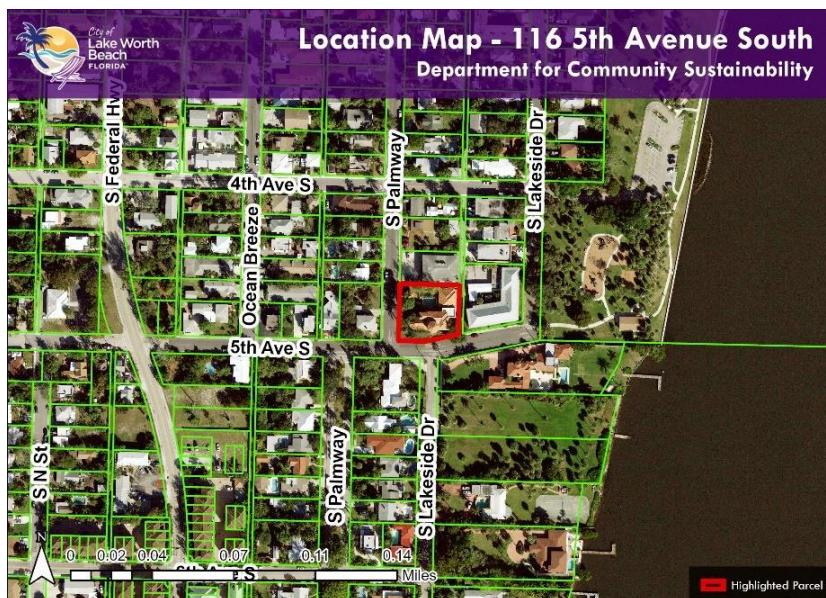 City of
Lake Worth
Beach
FLORIDA
Location Map - 116 5th Avenue South
Department for Community Sustainability
S Federal Hwy
4th Ave S
S Palmway
S Lakeside Dr
Ocean Breeze
5th Ave S
S N St
S Palmway
S Lakeside Dr
N
0 0.02 0.04 0.07 0.11 0.14
Miles
Ave S
Highlighted Parcel